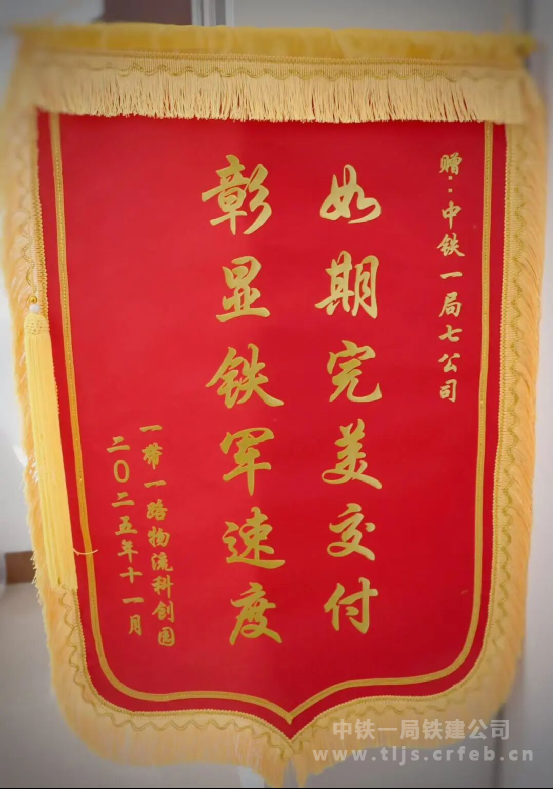 赠：中铁一局七公司
如期完美交付
彰显铁军速度
一带一路物流科创园
二〇二五年十一月
中铁一局铁建公司
www.tljs.crfeb.cn